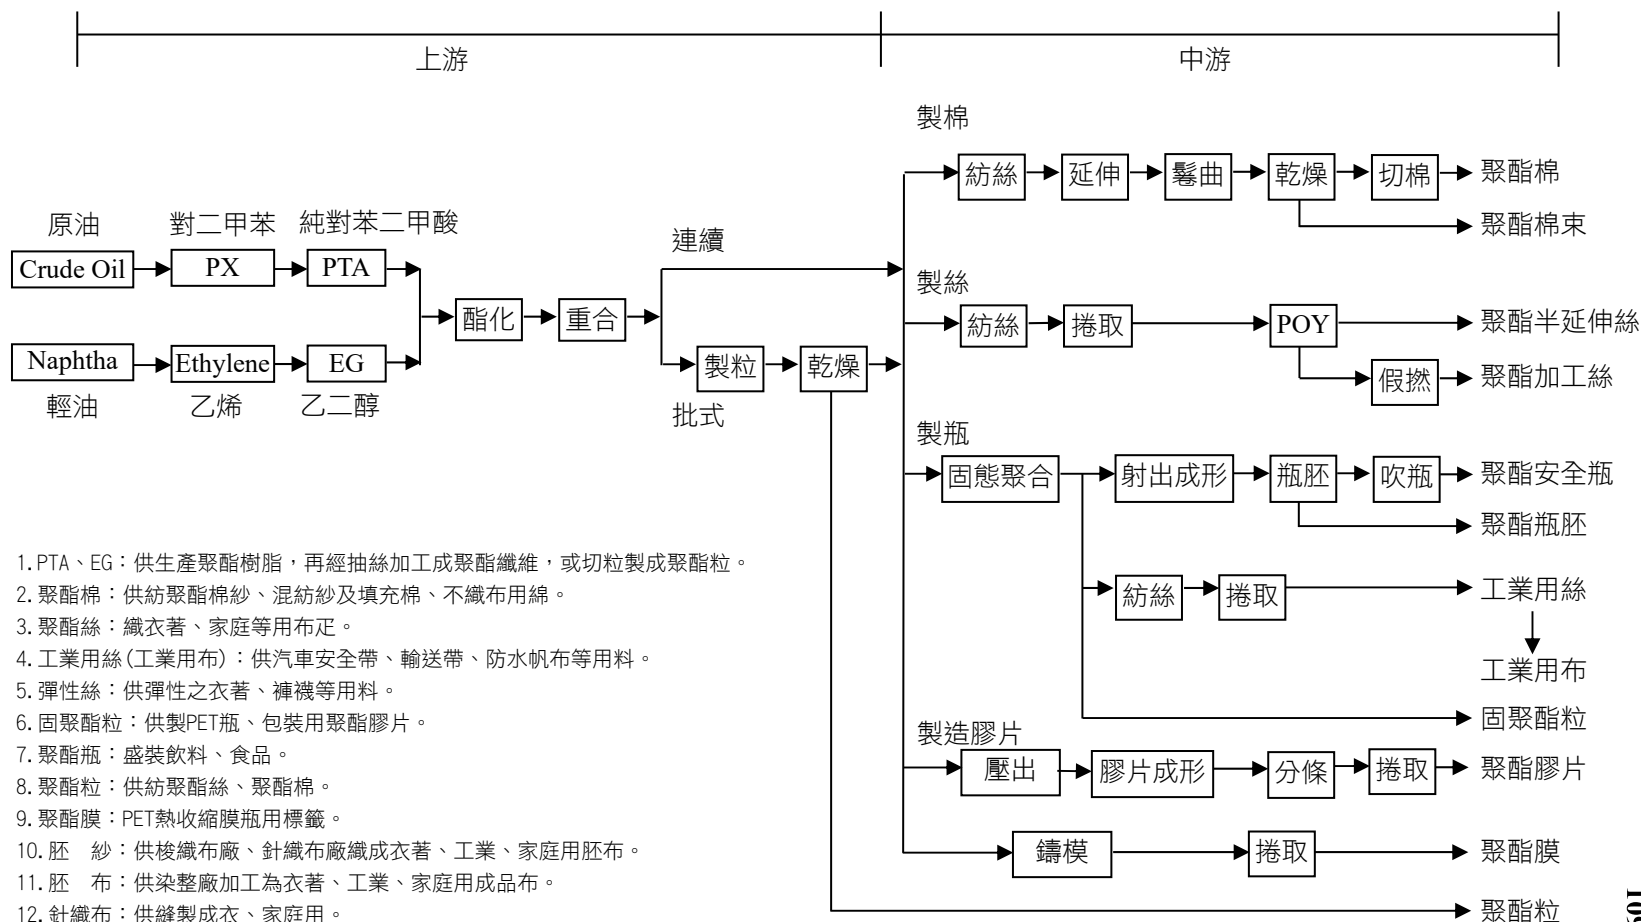 上游
中游
製棉
紡絲
延伸
鬈曲
乾燥
切棉
聚酯棉
聚酯棉束
原油
對二甲苯
純對苯二甲酸
Crude Oil
PX
PTA
連續
酯化
重合
Naphtha
Ethylene
EG
輕油
乙烯
乙二醇
製粒
乾燥
批式
製絲
紡絲
捲取
POY
聚酯半延伸絲
假撚
聚酯加工絲
製瓶
固態聚合
射出成形
瓶胚
吹瓶
聚酯安全瓶
聚酯瓶胚
紡絲
捲取
工業用絲
工業用布
固聚酯粒
製造膠片
壓出
膠片成形
分條
捲取
聚酯膠片
鑄模
捲取
聚酯膜
聚酯粒
1.PTA、EG：供生產聚酯樹脂，再經抽絲加工成聚酯纖維，或切粒製成聚酯粒。
2.聚酯棉：供紡聚酯棉紗、混紡紗及填充棉、不織布用綿。
3.聚酯絲：織衣著、家庭等用布疋。
4.工業用絲(工業用布)：供汽車安全帶、輸送帶、防水帆布等用料。
5.彈性絲：供彈性之衣著、褲襪等用料。
6.固聚酯粒：供製PET瓶、包裝用聚酯膠片。
7.聚酯瓶：盛裝飲料、食品。
8.聚酯粒：供紡聚酯絲、聚酯棉。
9.聚酯膜：PET熱收縮膜瓶用標籤。
10.胚　紗：供梭織布廠、針織布廠織成衣著、工業、家庭用胚布。
11.胚　布：供染整廠加工為衣著、工業、家庭用成品布。
12.針織布：供縫製成衣、家庭用。